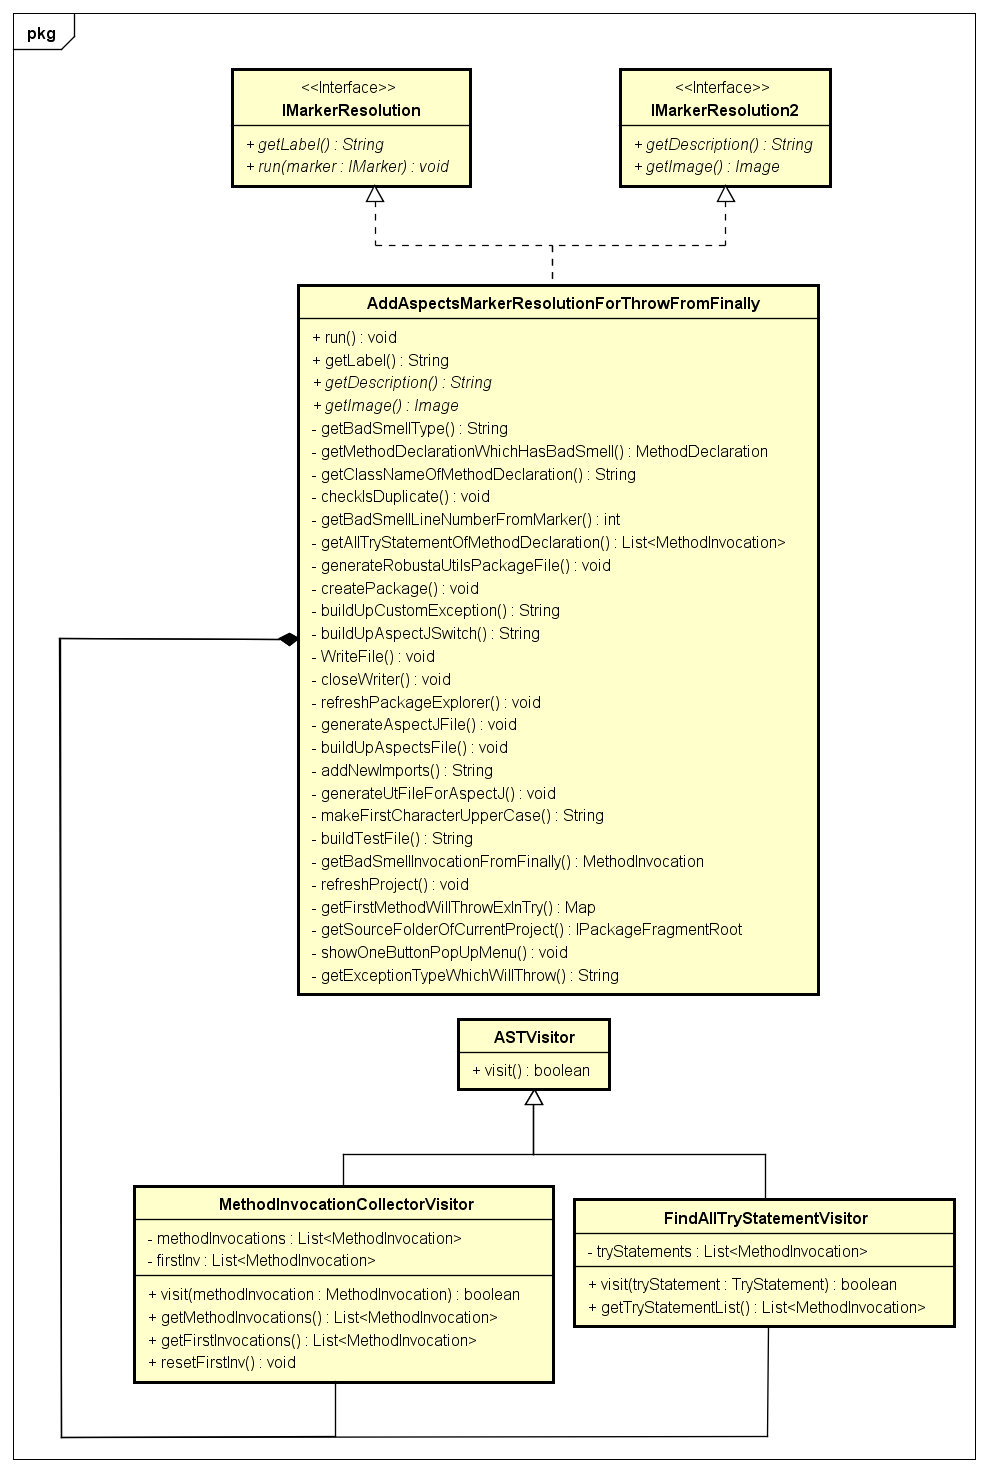 pkg
<<Interface>>
IMarkerResolution
+ getLabel() : String
+ run(marker : IMarker) : void
<<Interface>>
IMarkerResolution2
+ getDescription() : String
+ getImage() : Image
AddAspectsMarkerResolutionForThrowFromFinally
+ run() : void
+ getLabel() : String
+ getDescription() : String
+ getImage() : Image
- getBadSmellType() : String
- getMethodDeclarationWhichHasBadSmell() : MethodDeclaration
- getClassNameOfMethodDeclaration() : String
- checkIsDuplicate() : void
- getBadSmellLineNumberFromMarker() : int
- getAllTryStatementOfMethodDeclaration() : List<MethodInvocation>
- generateRobustaUtilsPackageFile() : void
- createPackage() : void
- buildUpCustomException() : String
- buildUpAspectJSwitch() : String
- WriteFile() : void
- closeWriter() : void
- refreshPackageExplorer() : void
- generateAspectJFile() : void
- buildUpAspectsFile() : void
- addNewImports() : String
- generateUtFileForAspectJ() : void
- makeFirstCharacterUpperCase() : String
- buildTestFile() : String
- getBadSmellInvocationFromFinally() : MethodInvocation
- refreshProject() : void
- getFirstMethodWillThrowExInTry() : Map
- getSourceFolderOfCurrentProject() : IPackageFragmentRoot
- showOneButtonPopUpMenu() : void
- getExceptionTypeWhichWillThrow() : String
ASTVisitor
+ visit() : boolean
MethodInvocationCollectorVisitor
- methodInvocations : List<MethodInvocation>
- firstInv : List<MethodInvocation>
+ visit(methodInvocation : MethodInvocation) : boolean
+ getMethodInvocations() : List<MethodInvocation>
+ getFirstInvocations() : List<MethodInvocation>
+ resetFirstInv() : void
FindAllTryStatementVisitor
- tryStatements : List<MethodInvocation>
+ visit(tryStatement : TryStatement) : boolean
+ getTryStatementList() : List<MethodInvocation>